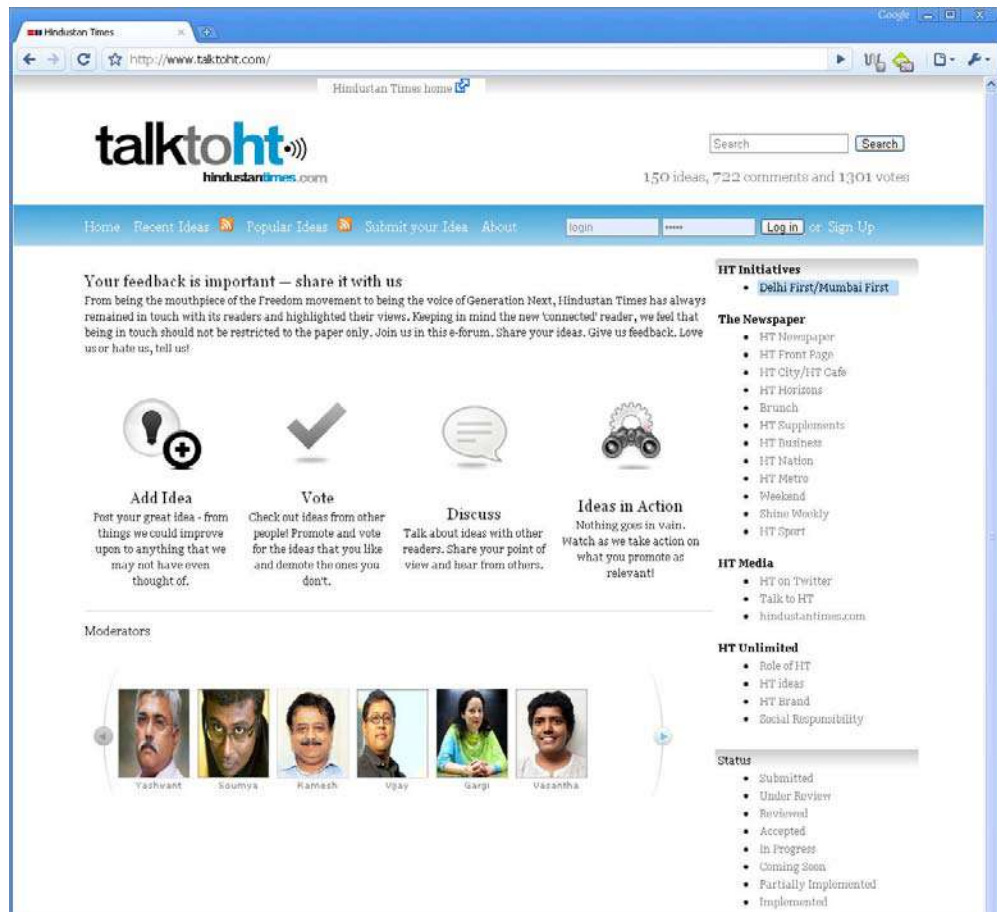 Google
Hindustan Times
http://www.talktoht.com/
Hindustan Times home
talktoht
hindustantimes.com
Search
Search
150 ideas, 722 comments and 1301 votes
Home Recent Ideas Popular Ideas Submit your Idea About
login
Log in or Sign Up
Your feedback is important — share it with us
From being the mouthpiece of the Freedom movement to being the voice of Generation Next, Hindustan Times has always
remained in touch with its readers and highlighted their views. Keeping in mind the new 'connected' reader, we feel that
being in touch should not be restricted to the paper only. Join us in this e-forum. Share your ideas. Give us feedback. Love
us or hate us, tell us!
Add Idea
Post your great idea - from
things we could improve
upon to anything that we
may not have even
thought of.
Vote
Check out ideas from other
people! Promote and vote
for the ideas that you like
and demote the ones you
don't.
Discuss
Talk about ideas with other
readers. Share your point of
view and hear from others.
Ideas in Action
Nothing goes in vain.
Watch as we take action on
what you promote as
relevant!
Moderators
Yashvant Soumya Ramesh Vijay Gargi Vasantha
HT Initiatives
Delhi First/Mumbai First
The Newspaper
HT Newspaper
HT Front Page
HT City/HT Cafe
HT Horizons
Brunch
HT Supplements
HT Business
HT Nation
HT Metro
Weekend
Shine Weekly
HT Sport
HT Media
HT on Twitter
Talk to HT
hindustantimes.com
HT Unlimited
Role of HT
HT ideas
HT Brand
Social Responsibility
Status
Submitted
Under Review
Reviewed
Accepted
In Progress
Coming Soon
Partially Implemented
Implemented